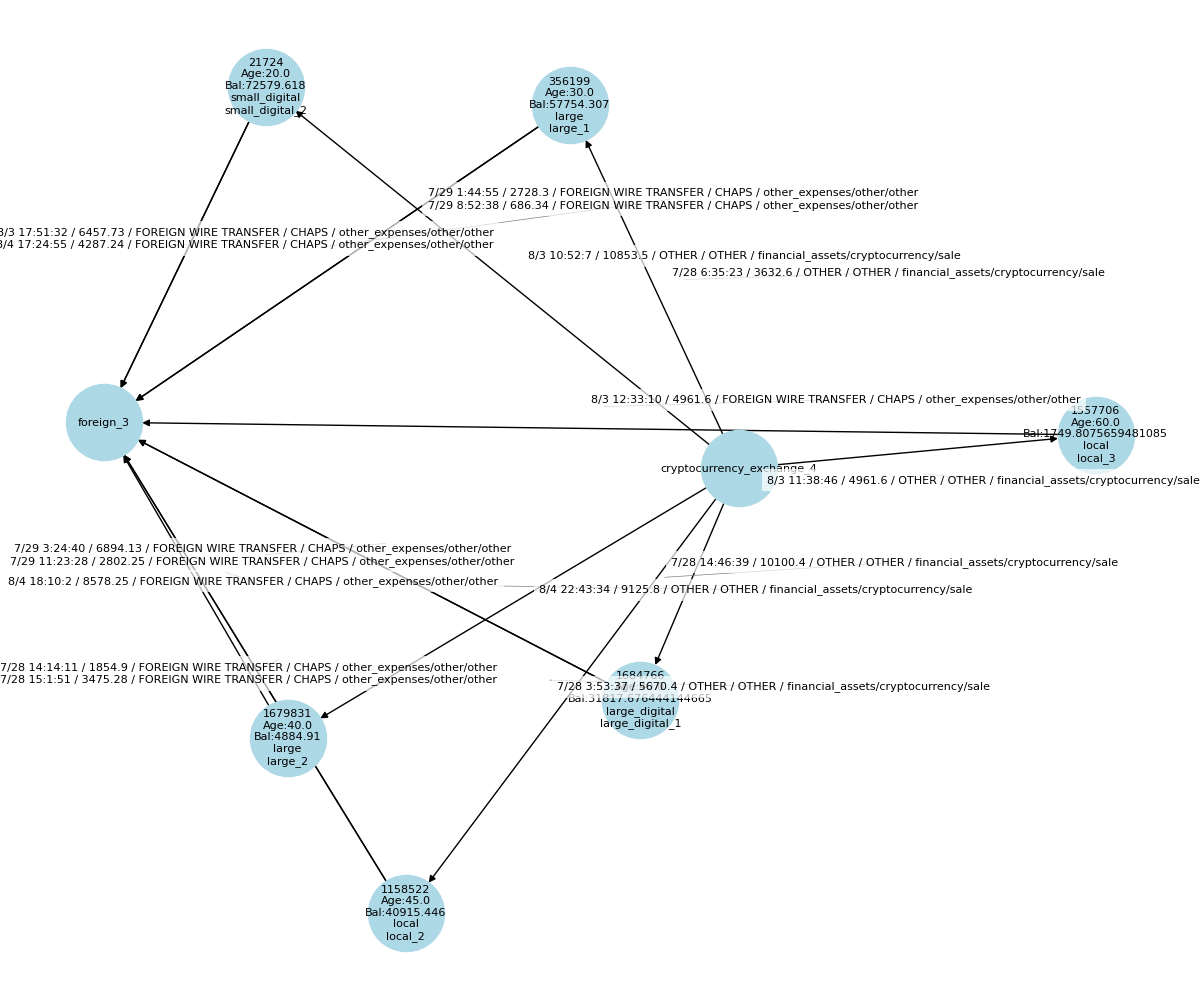 21724
Age:20.0
Bal:72579.618
small_digital
small_digital_2
356199
Age:30.0
Bal:57754.307
large
large_1
7/29 1:44:55 / 2728.3 / FOREIGN WIRE TRANSFER / CHAPS / other_expenses/other/other
7/29 8:52:38 / 686.34 / FOREIGN WIRE TRANSFER / CHAPS / other_expenses/other/other
8/3 17:51:32 / 6457.73 / FOREIGN WIRE TRANSFER / CHAPS / other_expenses/other/other
8/4 17:24:55 / 4287.24 / FOREIGN WIRE TRANSFER / CHAPS / other_expenses/other/other
8/3 10:52:7 / 10853.5 / OTHER / OTHER / financial_assets/cryptocurrency/sale
7/28 6:35:23 / 3632.6 / OTHER / OTHER / financial_assets/cryptocurrency/sale
8/3 12:33:10 / 4961.6 / FOREIGN WIRE TRANSFER / CHAPS / other_expenses/other/other
foreign_3
1557706
Age:60.0
Bal:1749.8075659481085
local
local_3
cryptocurrency_exchange_4
8/3 11:38:46 / 4961.6 / OTHER / OTHER / financial_assets/cryptocurrency/sale
7/29 3:24:40 / 6894.13 / FOREIGN WIRE TRANSFER / CHAPS / other_expenses/other/other
7/29 11:23:28 / 2802.25 / FOREIGN WIRE TRANSFER / CHAPS / other_expenses/other/other
7/28 14:46:39 / 10100.4 / OTHER / OTHER / financial_assets/cryptocurrency/sale
8/4 18:10:2 / 8578.25 / FOREIGN WIRE TRANSFER / CHAPS / other_expenses/other/other
8/4 22:43:34 / 9125.8 / OTHER / OTHER / financial_assets/cryptocurrency/sale
7/28 14:14:11 / 1854.9 / FOREIGN WIRE TRANSFER / CHAPS / other_expenses/other/other
7/28 15:1:51 / 3475.28 / FOREIGN WIRE TRANSFER / CHAPS / other_expenses/other/other
1684766
7/28 3:53:37 / 5670.4 / OTHER / OTHER / financial_assets/cryptocurrency/sale
Bal:31817.676444144665
large_digital
large_digital_1
1679831
Age:40.0
Bal:4884.91
large
large_2
1158522
Age:45.0
Bal:40915.446
local
local_2